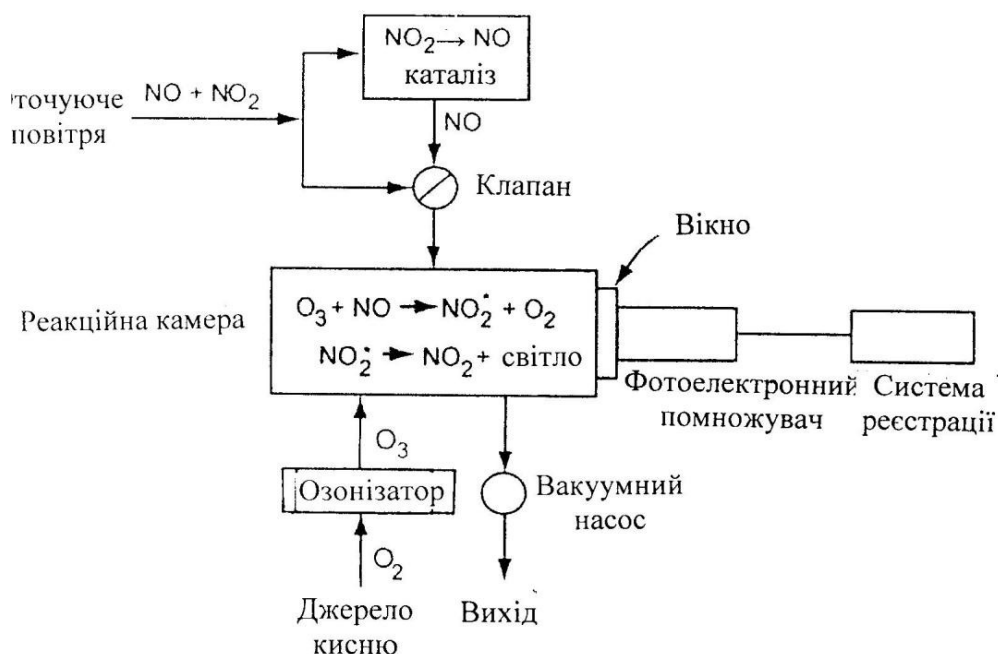 NO₂→ NO
каталіз
точуюче
повітря
NO + NO₂
NO
Клапан
Вікно
Реакційна камера
O₃ + NO → NO₂* + O₂
NO₂* → NO₂ + світло
Фотоелектронний
помножувач
Система
реєстрації
O₃
Озонізатор
Вакуумний
насос
O₂
Джерело
кисню
Вихід